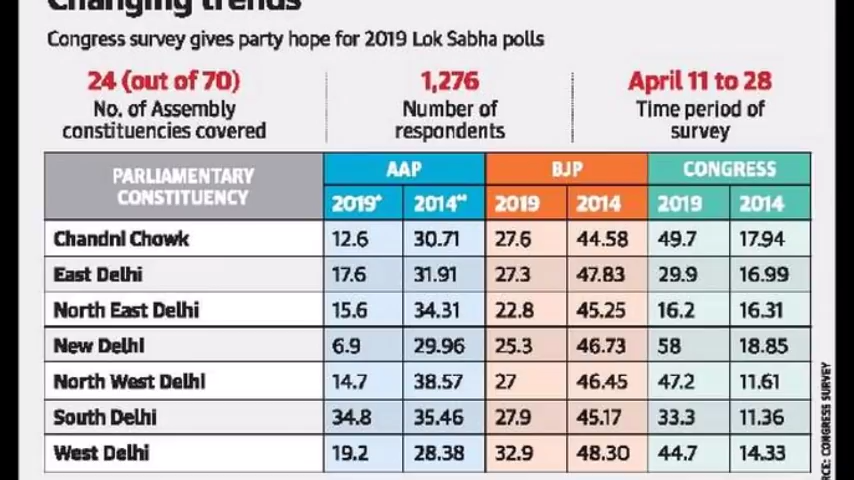 Changing trends
Congress survey gives party hope for 2019 Lok Sabha polls
24 (out of 70)
No. of Assembly
constituencies covered
1,276
Number of
respondents
April 11 to 28
Time period of
survey
PARLIAMENTARY
CONSTITUENCY
AAP BJP CONGRESS
2019* 2014** 2019 2014 2019 2014
Chandni Chowk 12.6 30.71 27.6 44.58 49.7 17.94
East Delhi 17.6 31.91 27.3 47.83 29.9 16.99
North East Delhi 15.6 34.31 22.8 45.25 16.2 16.31
New Delhi 6.9 29.96 25.3 46.73 58 18.85
North West Delhi 14.7 38.57 27 46.45 47.2 11.61
South Delhi 34.8 35.46 27.9 45.17 33.3 11.36
West Delhi 19.2 28.38 32.9 48.30 44.7 14.33
CE: CONGRESS SURVEY